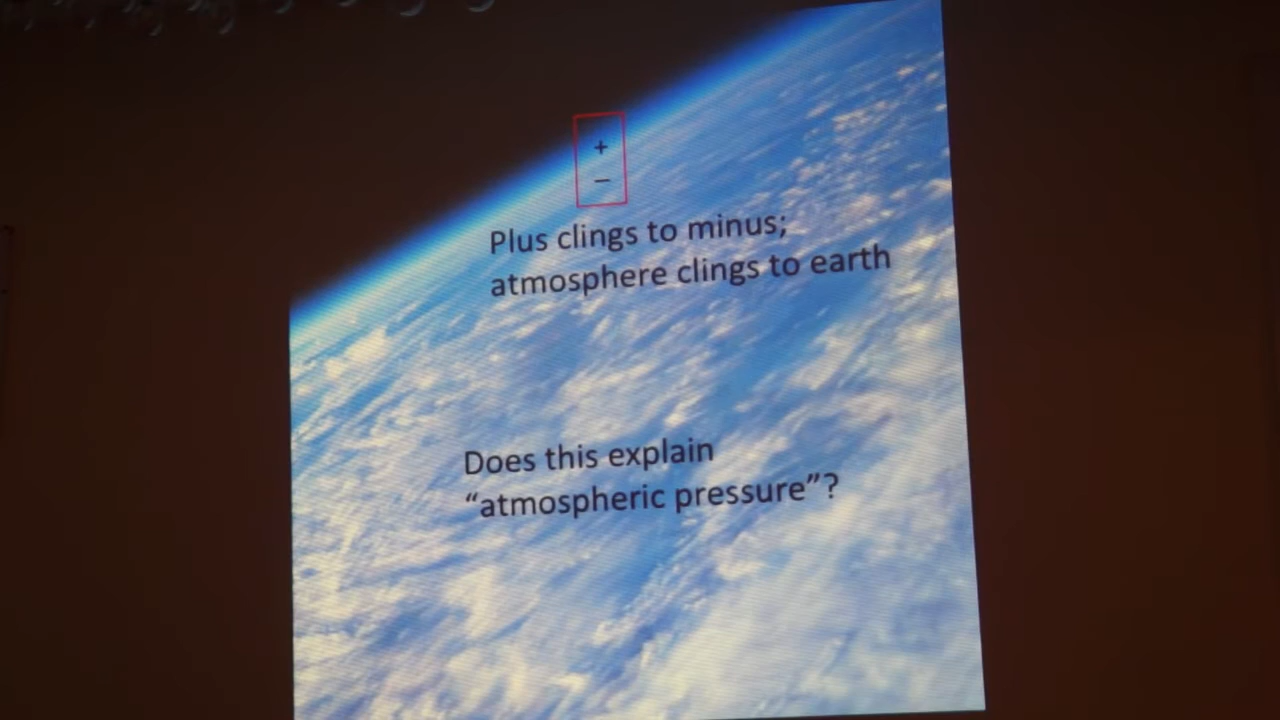 +
–
Plus clings to minus;
atmosphere clings to earth
Does this explain
“atmospheric pressure”?